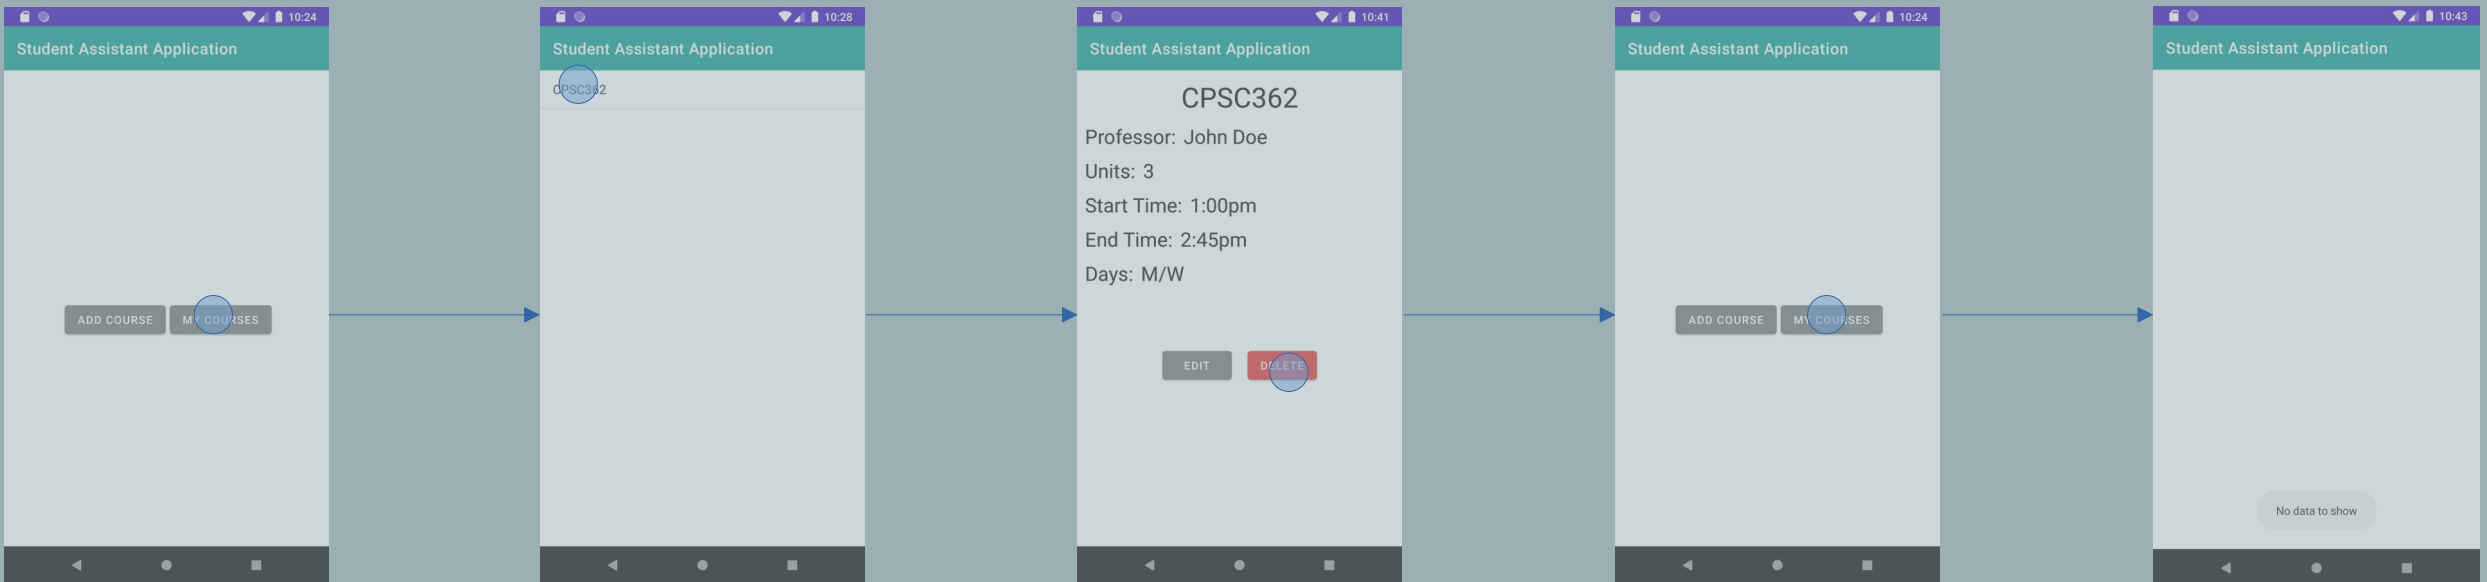 10:24
Student Assistant Application
ADD COURSE MY COURSES
10:28
Student Assistant Application
CPSC362
10:41
Student Assistant Application
CPSC362
Professor: John Doe
Units: 3
Start Time: 1:00pm
End Time: 2:45pm
Days: M/W
EDIT DELETE
10:24
Student Assistant Application
ADD COURSE MY COURSES
10:43
Student Assistant Application
No data to show